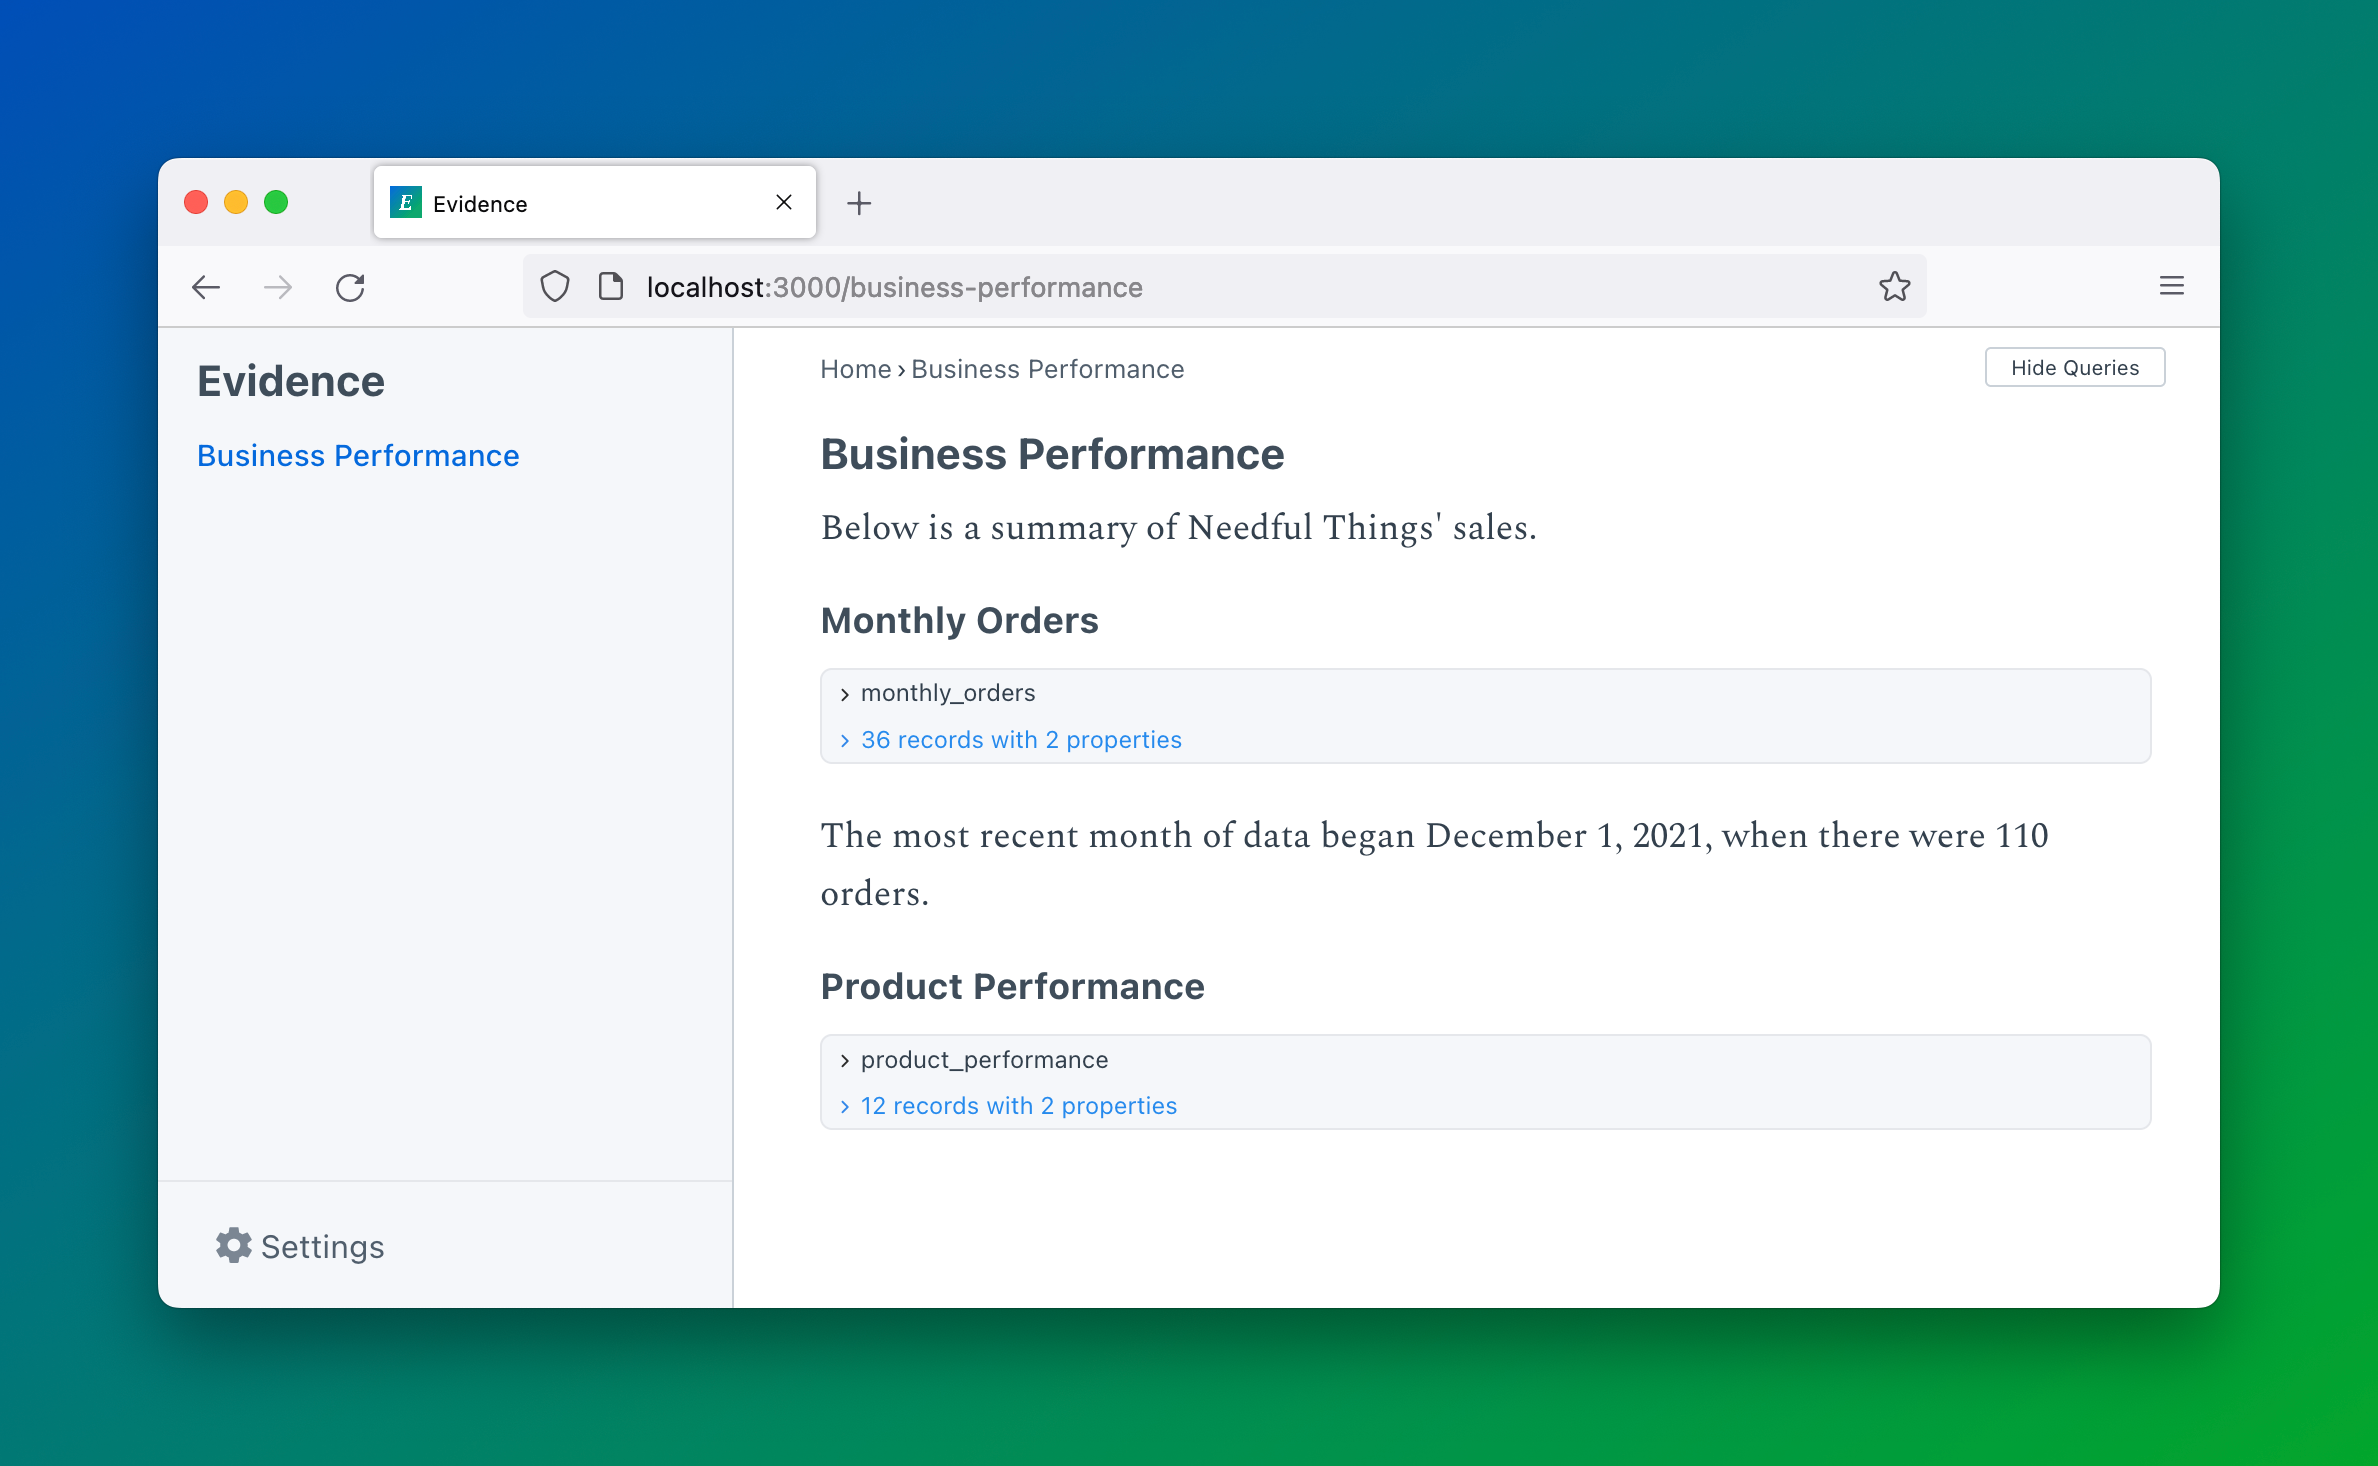 E Evidence
localhost:3000/business-performance
Evidence
Business Performance
Settings
Home › Business Performance
Hide Queries
Business Performance
Below is a summary of Needful Things' sales.
Monthly Orders
monthly_orders
36 records with 2 properties
The most recent month of data began December 1, 2021, when there were 110
orders.
Product Performance
product_performance
12 records with 2 properties